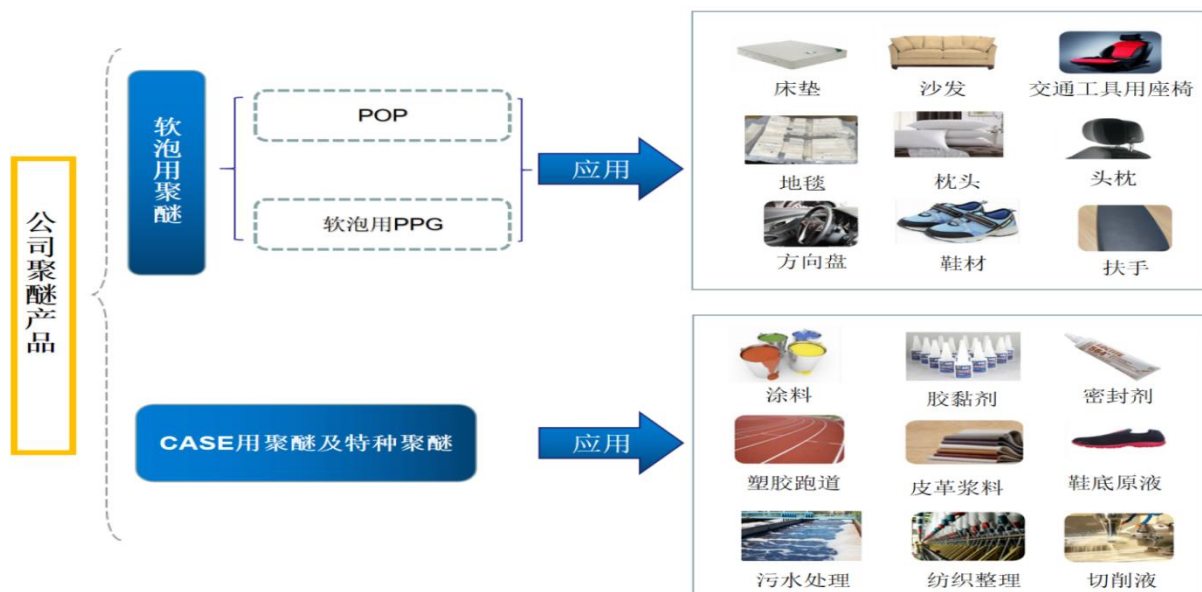 公司聚醚产品
软泡用聚醚
POP
软泡用PPG
应用
床垫
沙发
交通工具用座椅
地毯
枕头
头枕
方向盘
鞋材
扶手
CASE用聚醚及特种聚醚
应用
涂料
胶黏剂
密封剂
塑胶跑道
皮革浆料
鞋底原液
污水处理
纺织整理
切削液